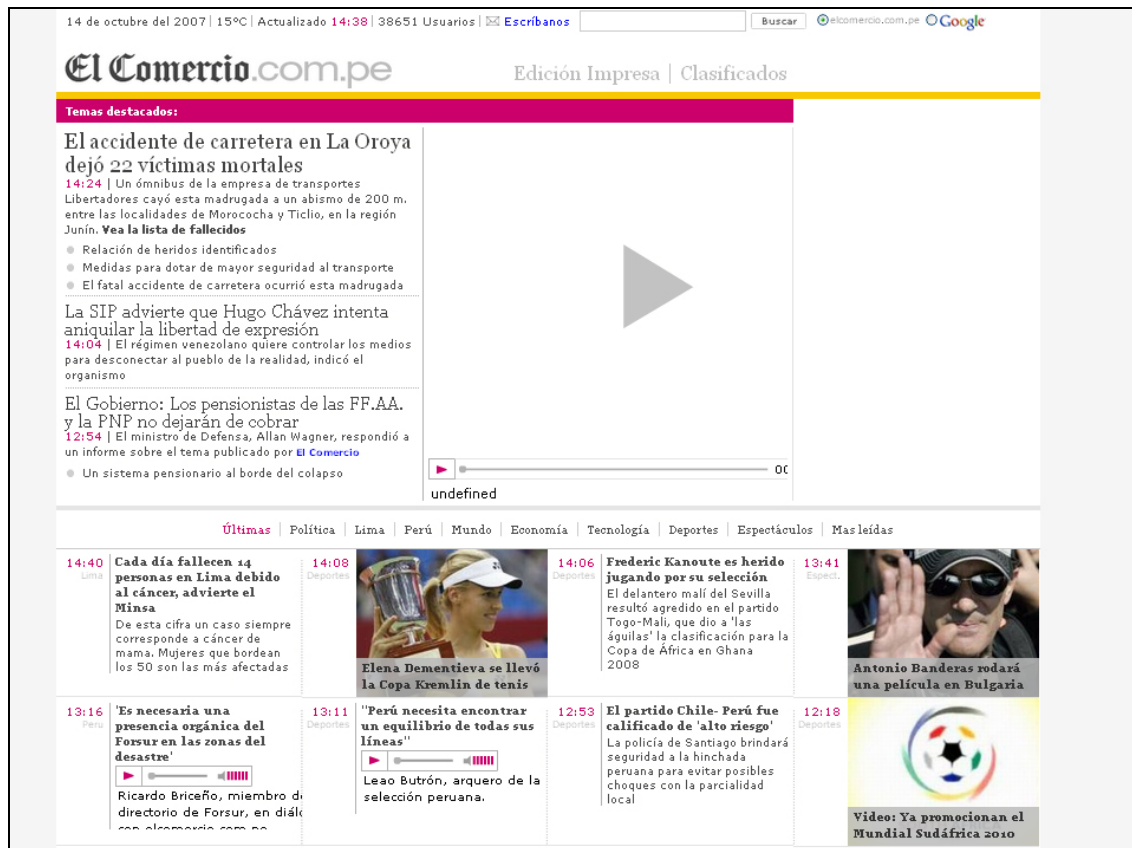 14 de octubre del 2007| 15°C| Actualizado 14:38| 38651 Usuarios| Escríbanos Buscar elcomercio.com.pe Google
El Comercio.com.pe
Edición Impresa | Clasificados
Temas destacados:
El accidente de carretera en La Oroya
dejó 22 víctimas mortales
14:24 | Un ómnibus de la empresa de transportes
Libertadores cayó esta madrugada a un abismo de 200 m.
entre las localidades de Morococha y Ticlio, en la región
Junín. Vea la lista de fallecidos
Relación de heridos identificados
Medidas para dotar de mayor seguridad al transporte
El fatal accidente de carretera ocurrió esta madrugada
La SIP advierte que Hugo Chávez intenta
aniquilar la libertad de expresión
14:04 | El régimen venezolano quiere controlar los medios
para desconectar al pueblo de la realidad, indicó el
organismo
El Gobierno: Los pensionistas de las FF.AA.
y la PNP no dejarán de cobrar
12:54 | El ministro de Defensa, Allan Wagner, respondió a
un informe sobre el tema publicado por El Comercio
Un sistema pensionario al borde del colapso
undefined
Últimas | Política | Lima | Perú | Mundo | Economía | Tecnología | Deportes | Espectáculos | Mas leídas
14:40
Lima
Cada día fallecen 14
personas en Lima debido
al cáncer, advierte el
Minsa
De esta cifra un caso siempre
corresponde a cáncer de
mama. Mujeres que bordean
los 50 son las más afectadas
14:08
Deportes
Elena Dementieva se llevó
la Copa Kremlin de tenis
14:06
Deportes
Frederic Kanoute es herido
jugando por su selección
El delantero malí del Sevilla
resultó agredido en el partido
Togo-Mali, que dio a 'las
águilas' la clasificación para la
Copa de África en Ghana
2008
13:41
Espect.
Antonio Banderas rodará
una película en Bulgaria
13:16
Peru
'Es necesaria una
presencia orgánica del
Forsur en las zonas del
desastre'
Ricardo Briceño, miembro de
directorio de Forsur, en diálo
con elcomercio.com.pe
13:11
Deportes
"Perú necesita encontrar
un equilibrio de todas sus
líneas"
Leao Butrón, arquero de la
selección peruana.
12:53
Deportes
El partido Chile- Perú fue
calificado de 'alto riesgo'
La policía de Santiago brindará
seguridad a la hinchada
peruana para evitar posibles
choques con la parcialidad
local
12:18
Deportes
Video: Ya promocionan el
Mundial Sudáfrica 2010